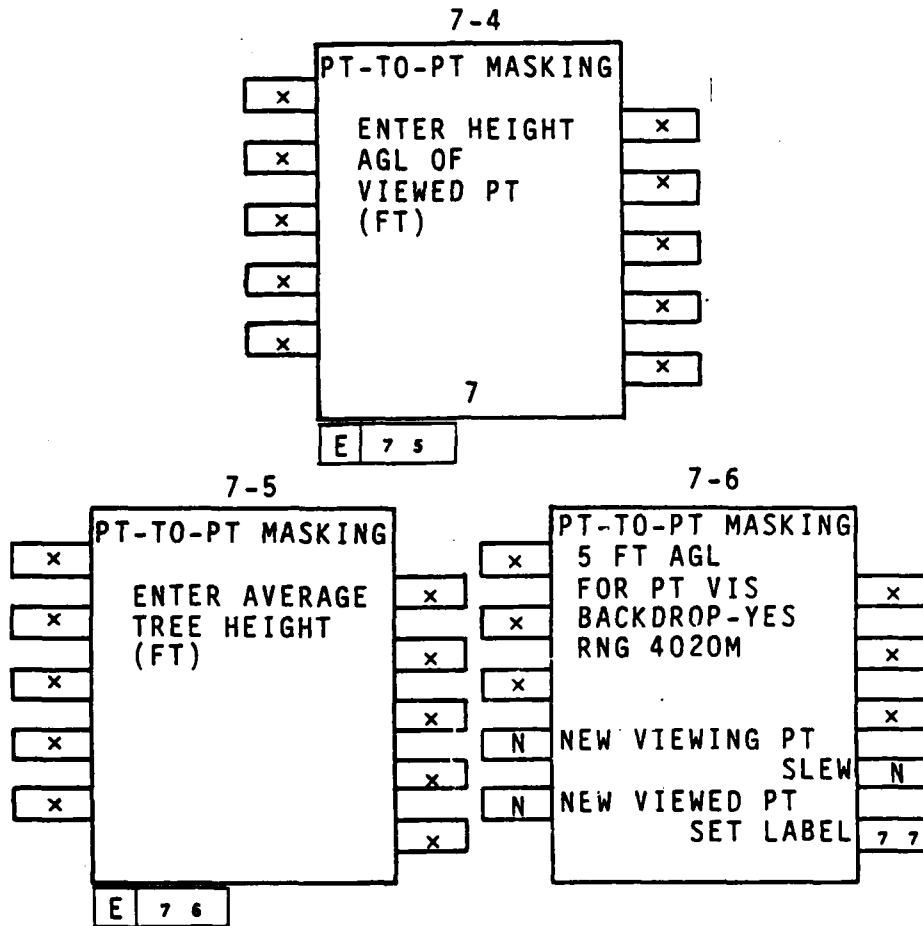 7-4
PT-TO-PT MASKING
x
ENTER HEIGHT
x
x
AGL OF
VIEWED PT
x
x
(FT)
x
x
x
x
x
7
E 7 5
7-5
PT-TO-PT MASKING
x
ENTER AVERAGE
x
x
TREE HEIGHT
(FT)
x
x
x
x
x
x
x
E 7 6
7-6
PT-TO-PT MASKING
x
5 FT AGL
FOR PT VIS
x
x
BACKDROP-YES
RNG 4020M
x
x
x
N NEW VIEWING PT
SLEW N
N NEW VIEWED PT
SET LABEL 7 7